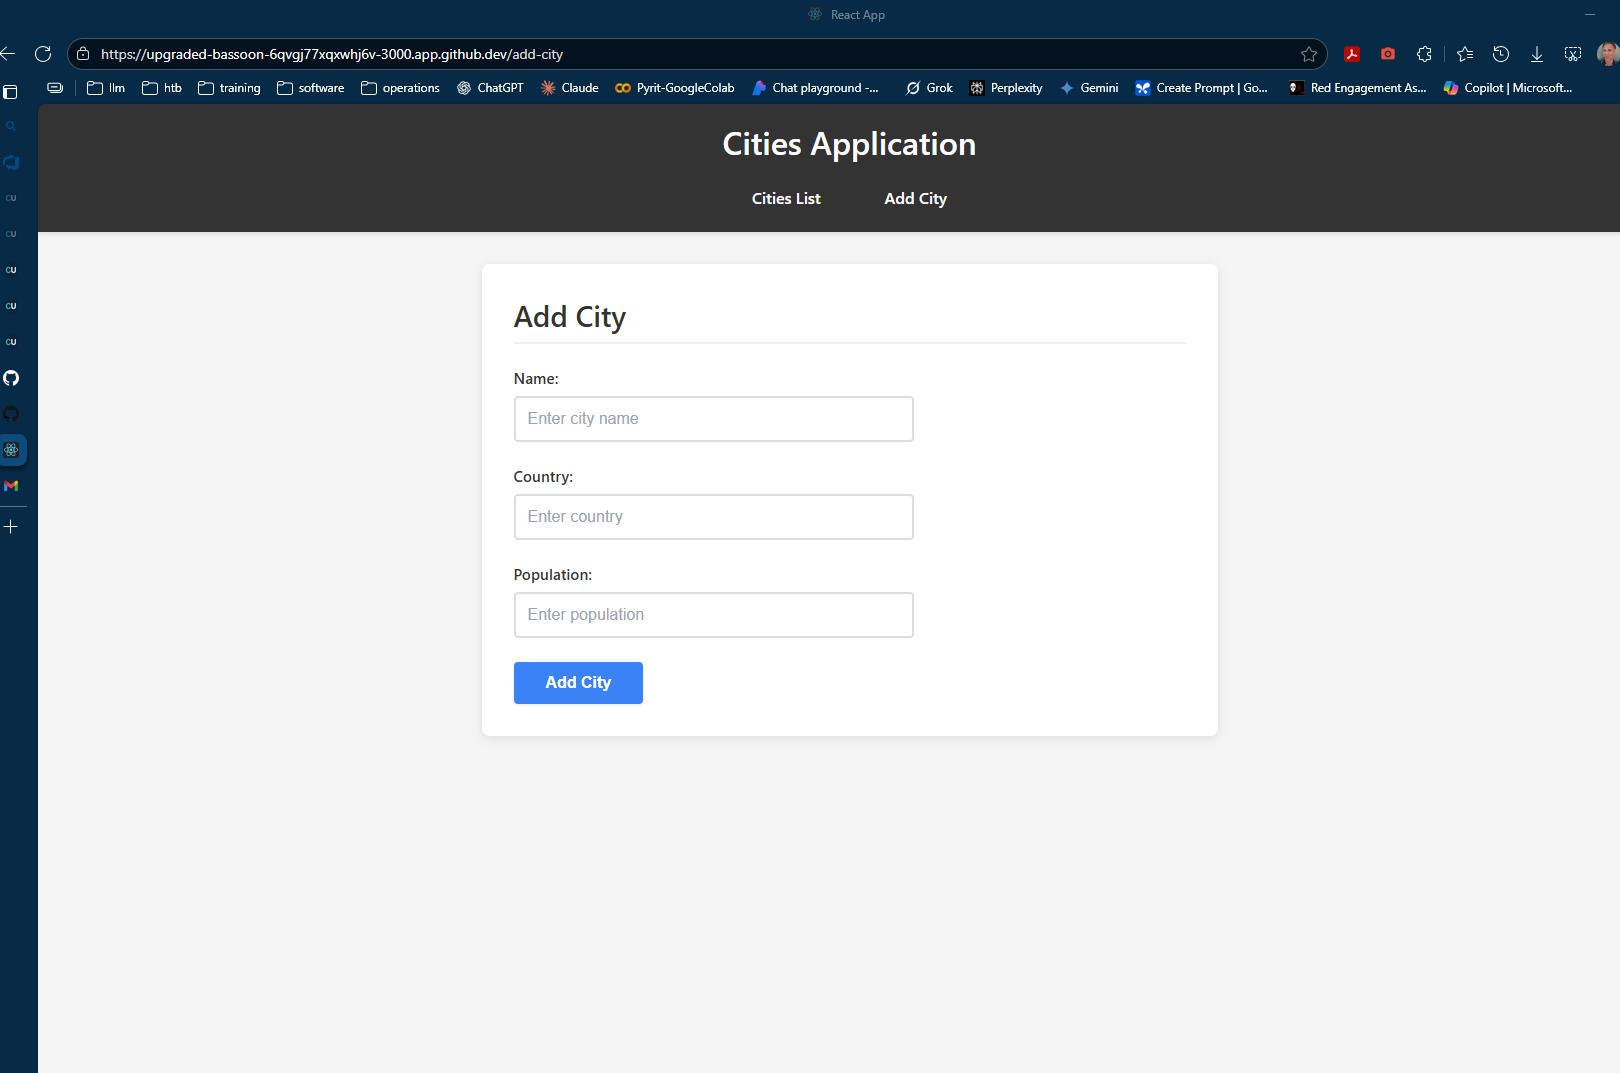 React App
https://upgraded-bassoon-6qvgj77xqxwhj6v-3000.app.github.dev/add-city
llm htb training software operations ChatGPT Claude Pyrit-GoogleColab Chat playground -... Grok Perplexity Gemini Create Prompt | Go... Red Engagement As... Copilot | Microsoft...
Cities Application
Cities List Add City
CU
CU
CU
CU
CU
Add City
Name:
Enter city name
Country:
Enter country
Population:
Enter population
Add City